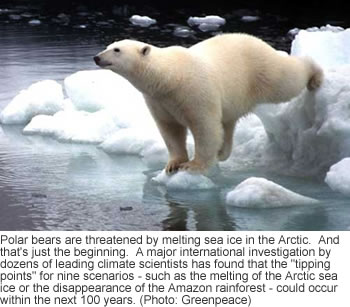 Polar bears are threatened by melting sea ice in the Arctic.  And
that's just the beginning.  A major international investigation by
dozens of leading climate scientists has found that the "tipping
points" for nine scenarios - such as the melting of the Arctic sea
ice or the disappearance of the Amazon rainforest - could occur
within the next 100 years. (Photo: Greenpeace)